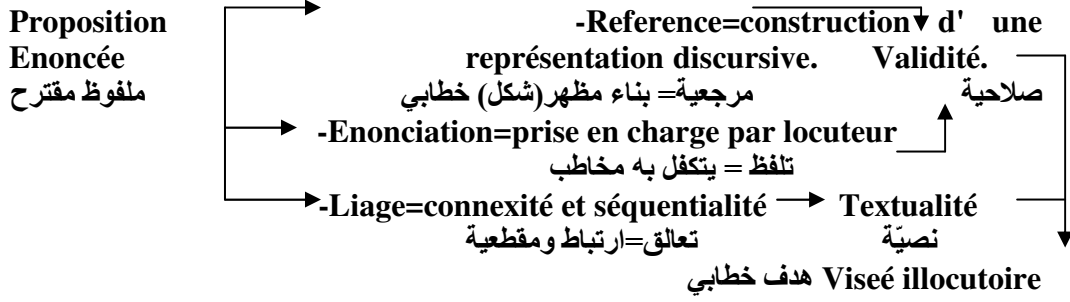 Proposition -Reference=construction d' une
Enoncée représentation discursive. Validité.
ملفوظ مقترح مرجعية= بناء مظهر(شكل) خطابي صلاحية
-Enonciation=prise en charge par locuteur
تلفظ = يتكفل به مخاطب
-Liage=connexité et séquentialité Textualité
تعالق=ارتباط ومقطعية نصيّة
Viseé illocutoire هدف خطابي